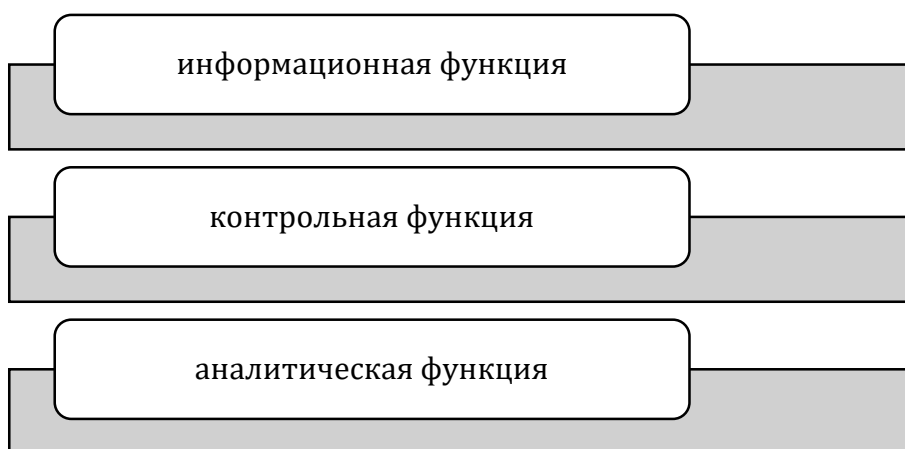 информационная функция
контрольная функция
аналитическая функция